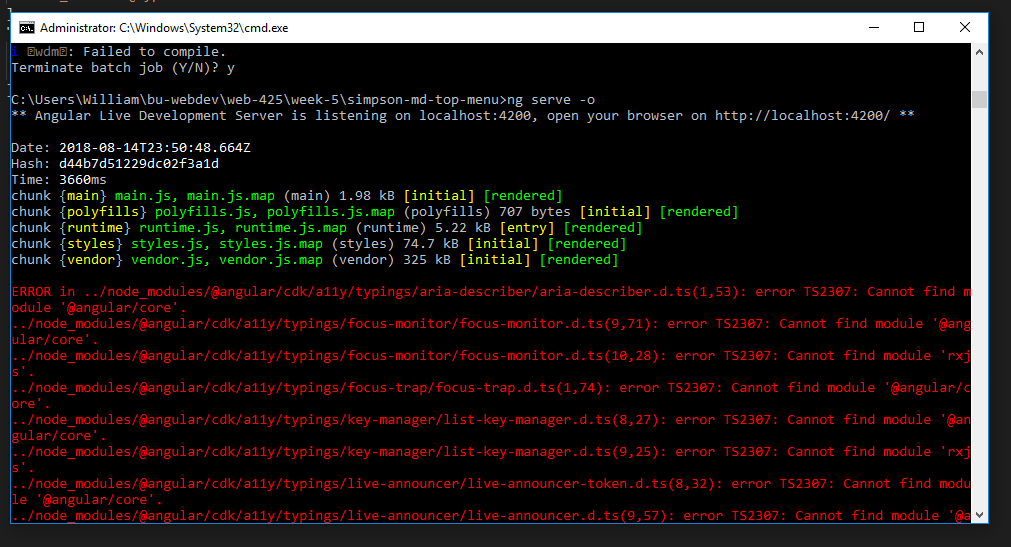 Administrator: C:\Windows\System32\cmd.exe
i ⍰wdm⍰: Failed to compile.
Terminate batch job (Y/N)? y
C:\Users\William\bu-webdev\web-425\week-5\simpson-md-top-menu>ng serve -o
** Angular Live Development Server is listening on localhost:4200, open your browser on http://localhost:4200/ **
Date: 2018-08-14T23:50:48.664Z
Hash: d44b7d51229dc02f3a1d
Time: 3660ms
chunk {main} main.js, main.js.map (main) 1.98 kB [initial] [rendered]
chunk {polyfills} polyfills.js, polyfills.js.map (polyfills) 707 bytes [initial] [rendered]
chunk {runtime} runtime.js, runtime.js.map (runtime) 5.22 kB [entry] [rendered]
chunk {styles} styles.js, styles.js.map (styles) 74.7 kB [initial] [rendered]
chunk {vendor} vendor.js, vendor.js.map (vendor) 325 kB [initial] [rendered]
ERROR in ../node_modules/@angular/cdk/a11y/typings/aria-describer/aria-describer.d.ts(1,53): error TS2307: Cannot find m
odule '@angular/core'.
../node_modules/@angular/cdk/a11y/typings/focus-monitor/focus-monitor.d.ts(9,71): error TS2307: Cannot find module '@ang
ular/core'.
../node_modules/@angular/cdk/a11y/typings/focus-monitor/focus-monitor.d.ts(10,28): error TS2307: Cannot find module 'rxj
s'.
../node_modules/@angular/cdk/a11y/typings/focus-trap/focus-trap.d.ts(1,74): error TS2307: Cannot find module '@angular/c
ore'.
../node_modules/@angular/cdk/a11y/typings/key-manager/list-key-manager.d.ts(8,27): error TS2307: Cannot find module '@an
gular/core'.
../node_modules/@angular/cdk/a11y/typings/key-manager/list-key-manager.d.ts(9,25): error TS2307: Cannot find module 'rxj
s'.
../node_modules/@angular/cdk/a11y/typings/live-announcer/live-announcer-token.d.ts(8,32): error TS2307: Cannot find modu
le '@angular/core'.
../node_modules/@angular/cdk/a11y/typings/live-announcer/live-announcer.d.ts(9,57): error TS2307: Cannot find module '@a